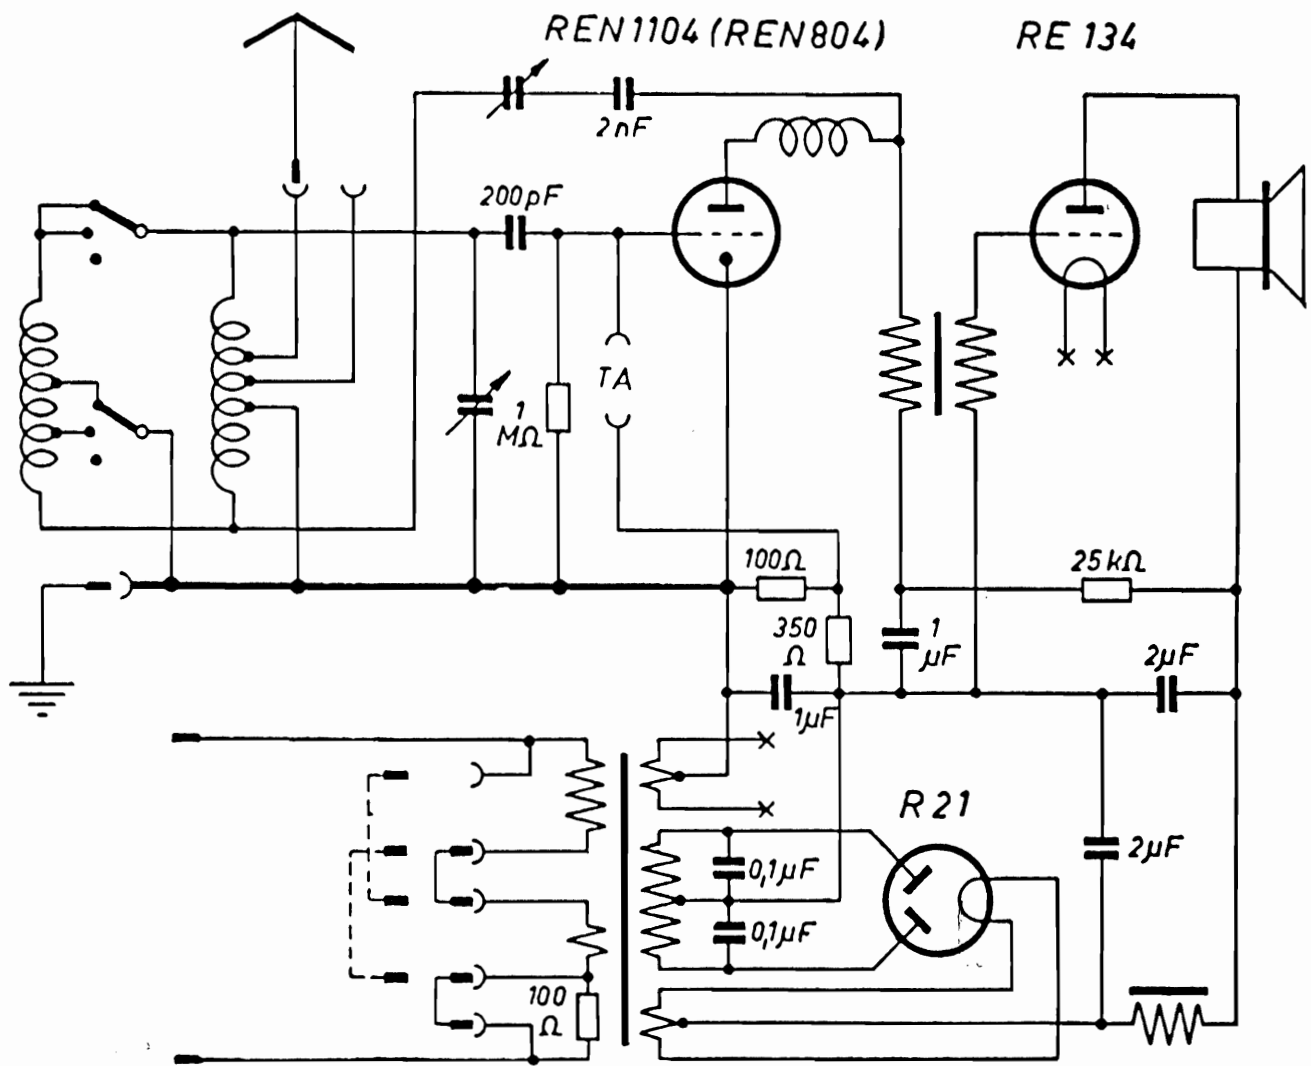 REN1104 (REN804)
RE 134
2nF
200pF
TA
1
MΩ
100Ω
25kΩ
350
Ω
1
µF
2µF
1µF
R 21
0,1µF
2µF
0,1µF
100
Ω